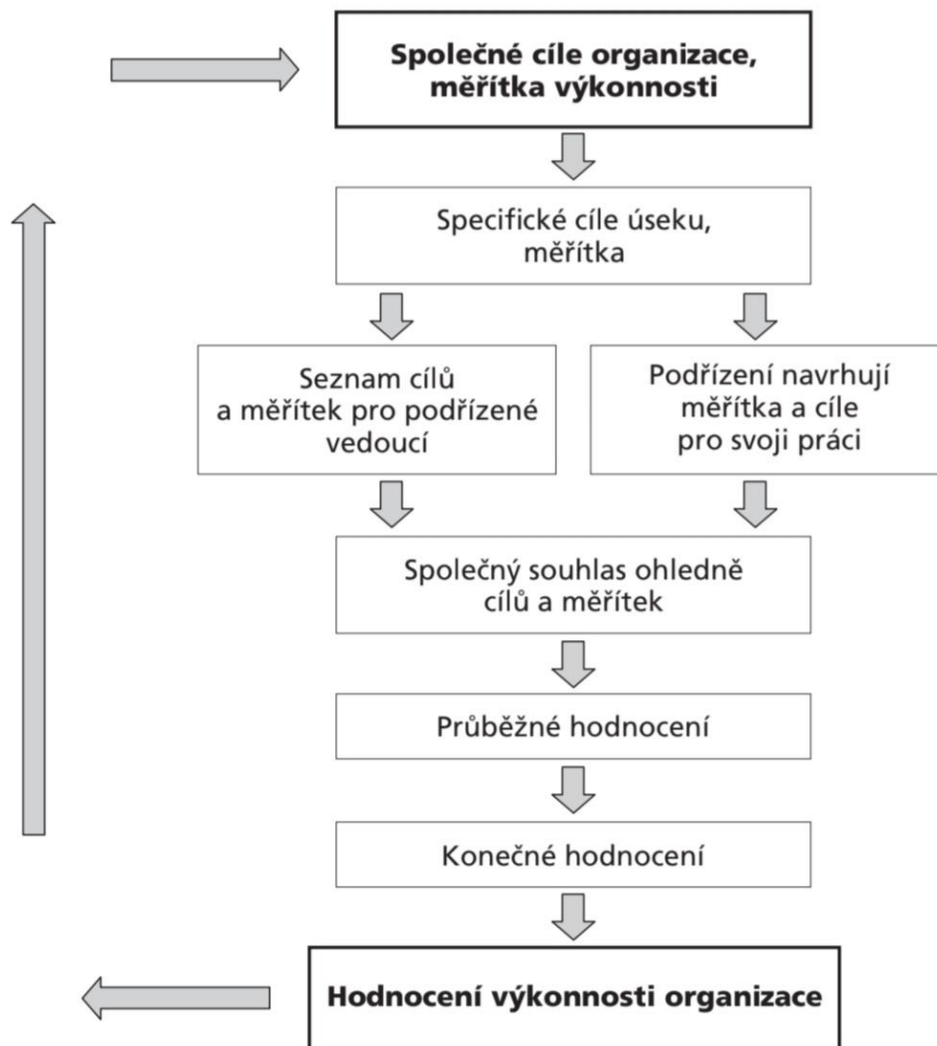 Společné cíle organizace,
měřítka výkonnosti
Specifické cíle úseku,
měřítka
Seznam cílů
a měřítek pro podřízené
vedoucí
Podřízení navrhují
měřítka a cíle
pro svoji práci
Společný souhlas ohledně
cílů a měřítek
Průběžné hodnocení
Konečné hodnocení
Hodnocení výkonnosti organizace